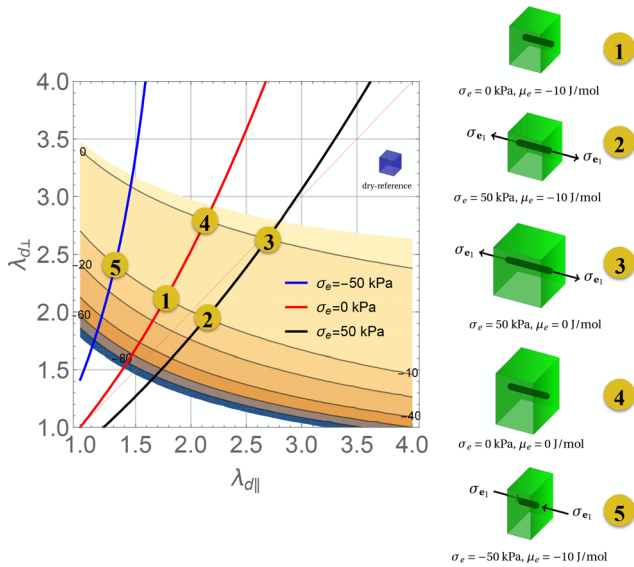 4.0
3.5
3.0
2.5
2.0
1.5
1.0
λd⊥
1.0 1.5 2.0 2.5 3.0 3.5 4.0
λd∥
0
-20
-60
-80
-10
-40
4
3
5
1
2
dry-reference
σe=-50 kPa
σe=0 kPa
σe=50 kPa
1
σe = 0 kPa, μe = −10 J/mol
σe1
σe1
2
σe = 50 kPa, μe = −10 J/mol
σe1
σe1
3
σe = 50 kPa, μe = 0 J/mol
4
σe = 0 kPa, μe = 0 J/mol
σe1
σe1
5
σe = −50 kPa, μe = −10 J/mol